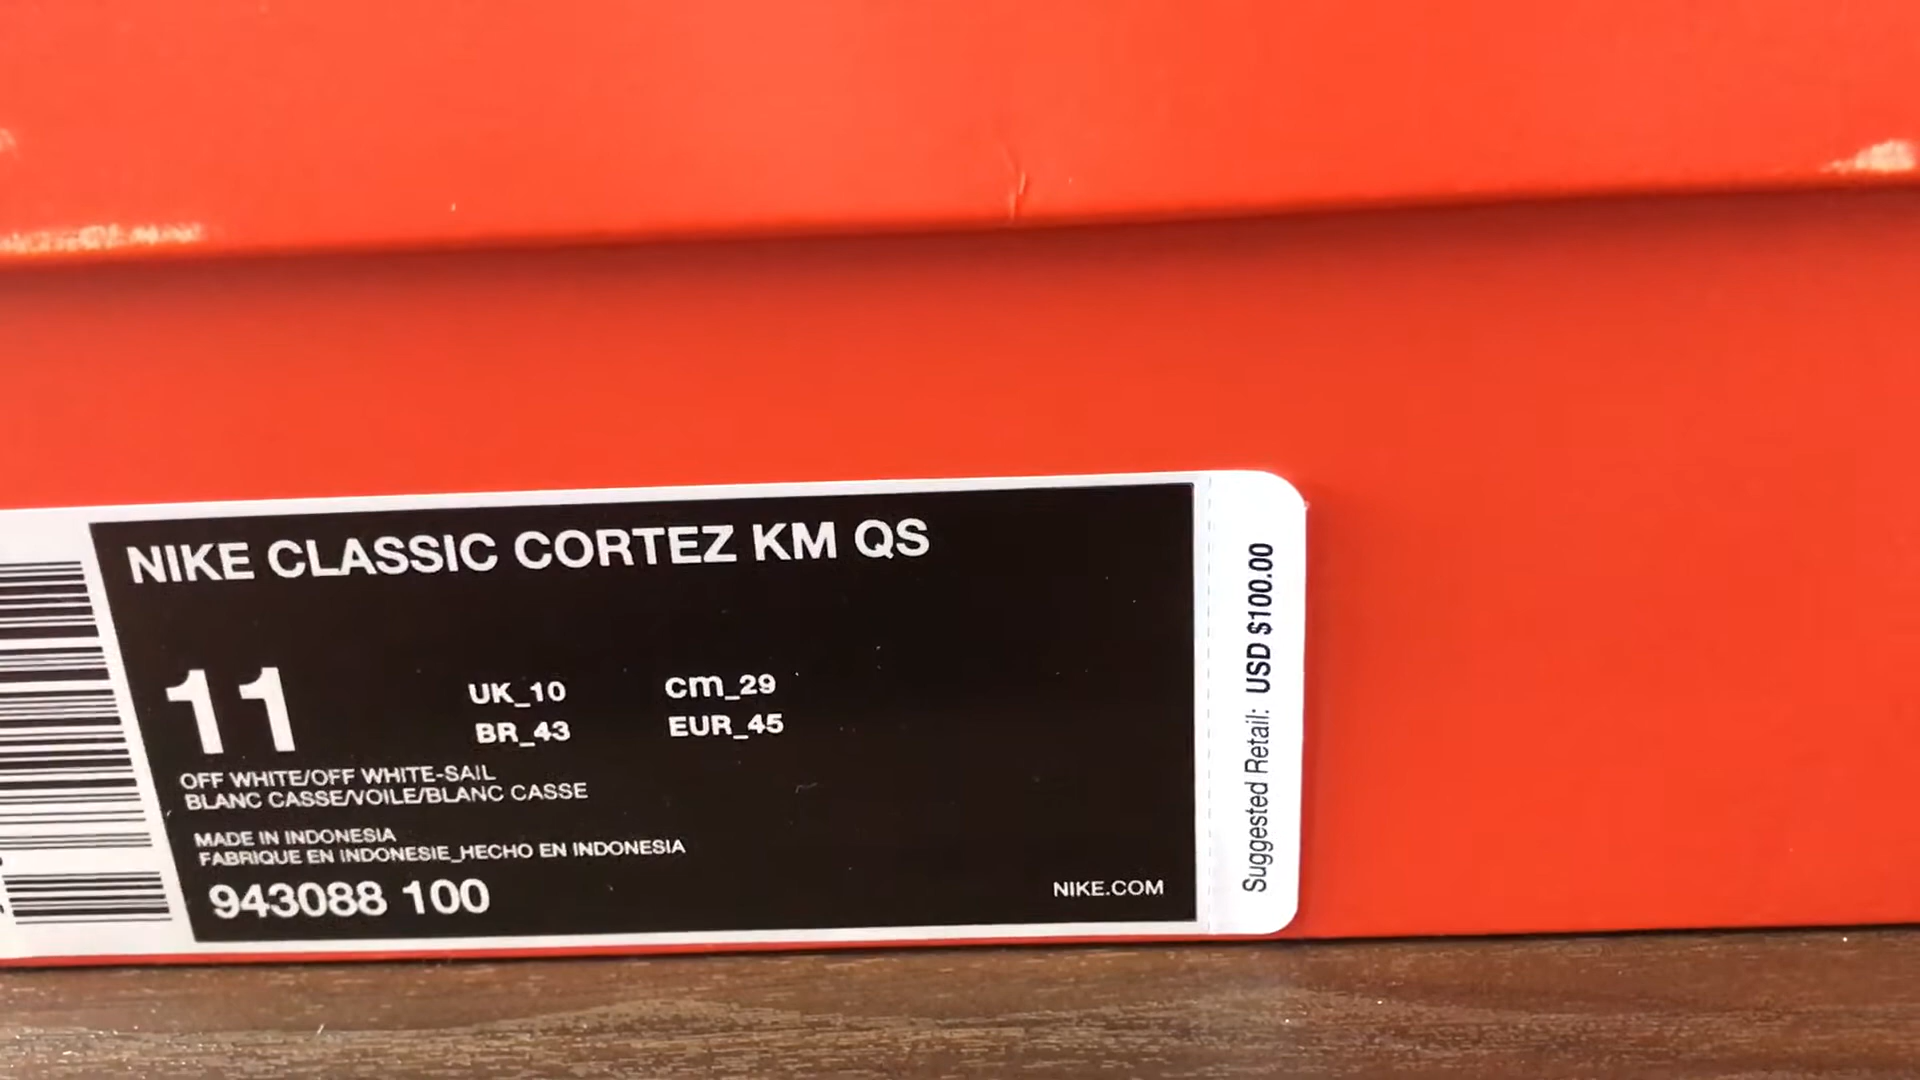 NIKE CLASSIC CORTEZ KM QS
11
UK_10 cm_29
BR_43 EUR_45
OFF WHITE/OFF WHITE-SAIL
BLANC CASSE/VOILE/BLANC CASSE
MADE IN INDONESIA
FABRIQUE EN INDONESIE_HECHO EN INDONESIA
943088 100
NIKE.COM
Suggested Retail: USD $100.00